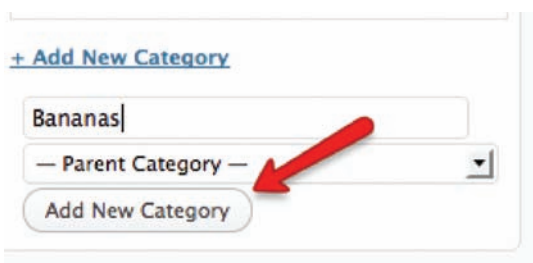 + Add New Category
Bananas
— Parent Category —
Add New Category